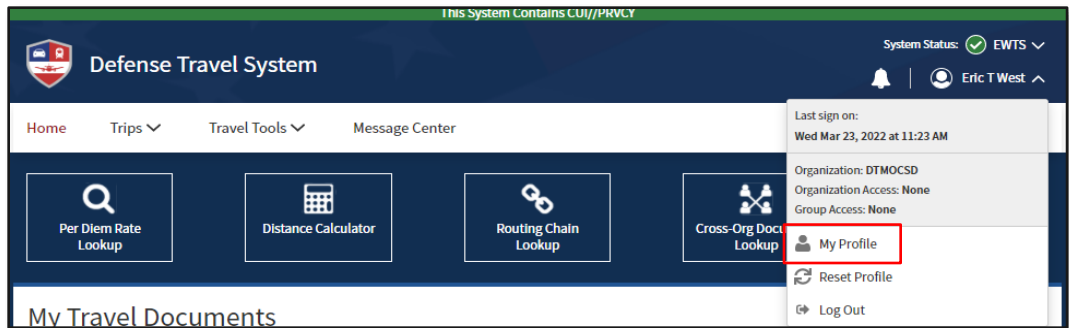 This System Contains CUI//PRVCY
Defense Travel System
System Status: EWTS
Eric T West
Home Trips Travel Tools Message Center
Last sign on:
Wed Mar 23, 2022 at 11:23 AM
Organization: DTMOCSD
Organization Access: None
Group Access: None
My Profile
Reset Profile
Log Out
Per Diem Rate
Lookup
Distance Calculator
Routing Chain
Lookup
Cross-Org Docu
Lookup
My Travel Documents